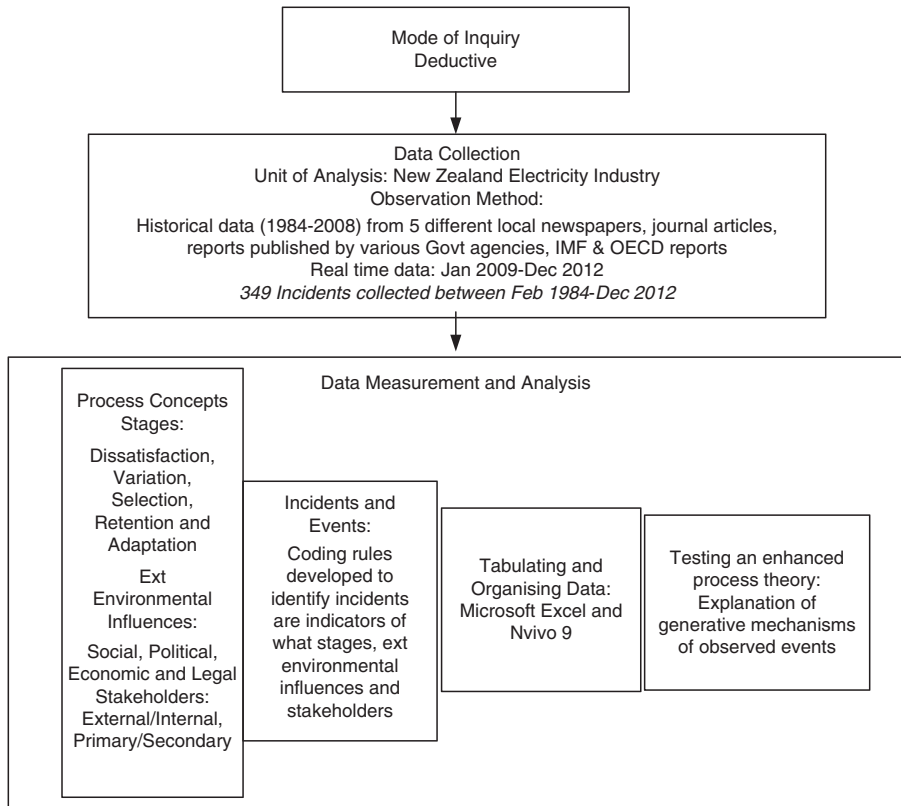 Mode of Inquiry
Deductive
Data Collection
Unit of Analysis: New Zealand Electricity Industry
Observation Method:
Historical data (1984-2008) from 5 different local newspapers, journal articles,
reports published by various Govt agencies, IMF & OECD reports
Real time data: Jan 2009-Dec 2012
349 Incidents collected between Feb 1984-Dec 2012
Data Measurement and Analysis
Process Concepts
Stages:
Dissatisfaction,
Variation,
Selection,
Retention and
Adaptation
Ext
Environmental
Influences:
Social, Political,
Economic and Legal
Stakeholders:
External/Internal,
Primary/Secondary
Incidents and
Events:
Coding rules
developed to
identify incidents
are indicators of
what stages, ext
environmental
influences and
stakeholders
Tabulating and
Organising Data:
Microsoft Excel and
Nvivo 9
Testing an enhanced
process theory:
Explanation of
generative mechanisms
of observed events